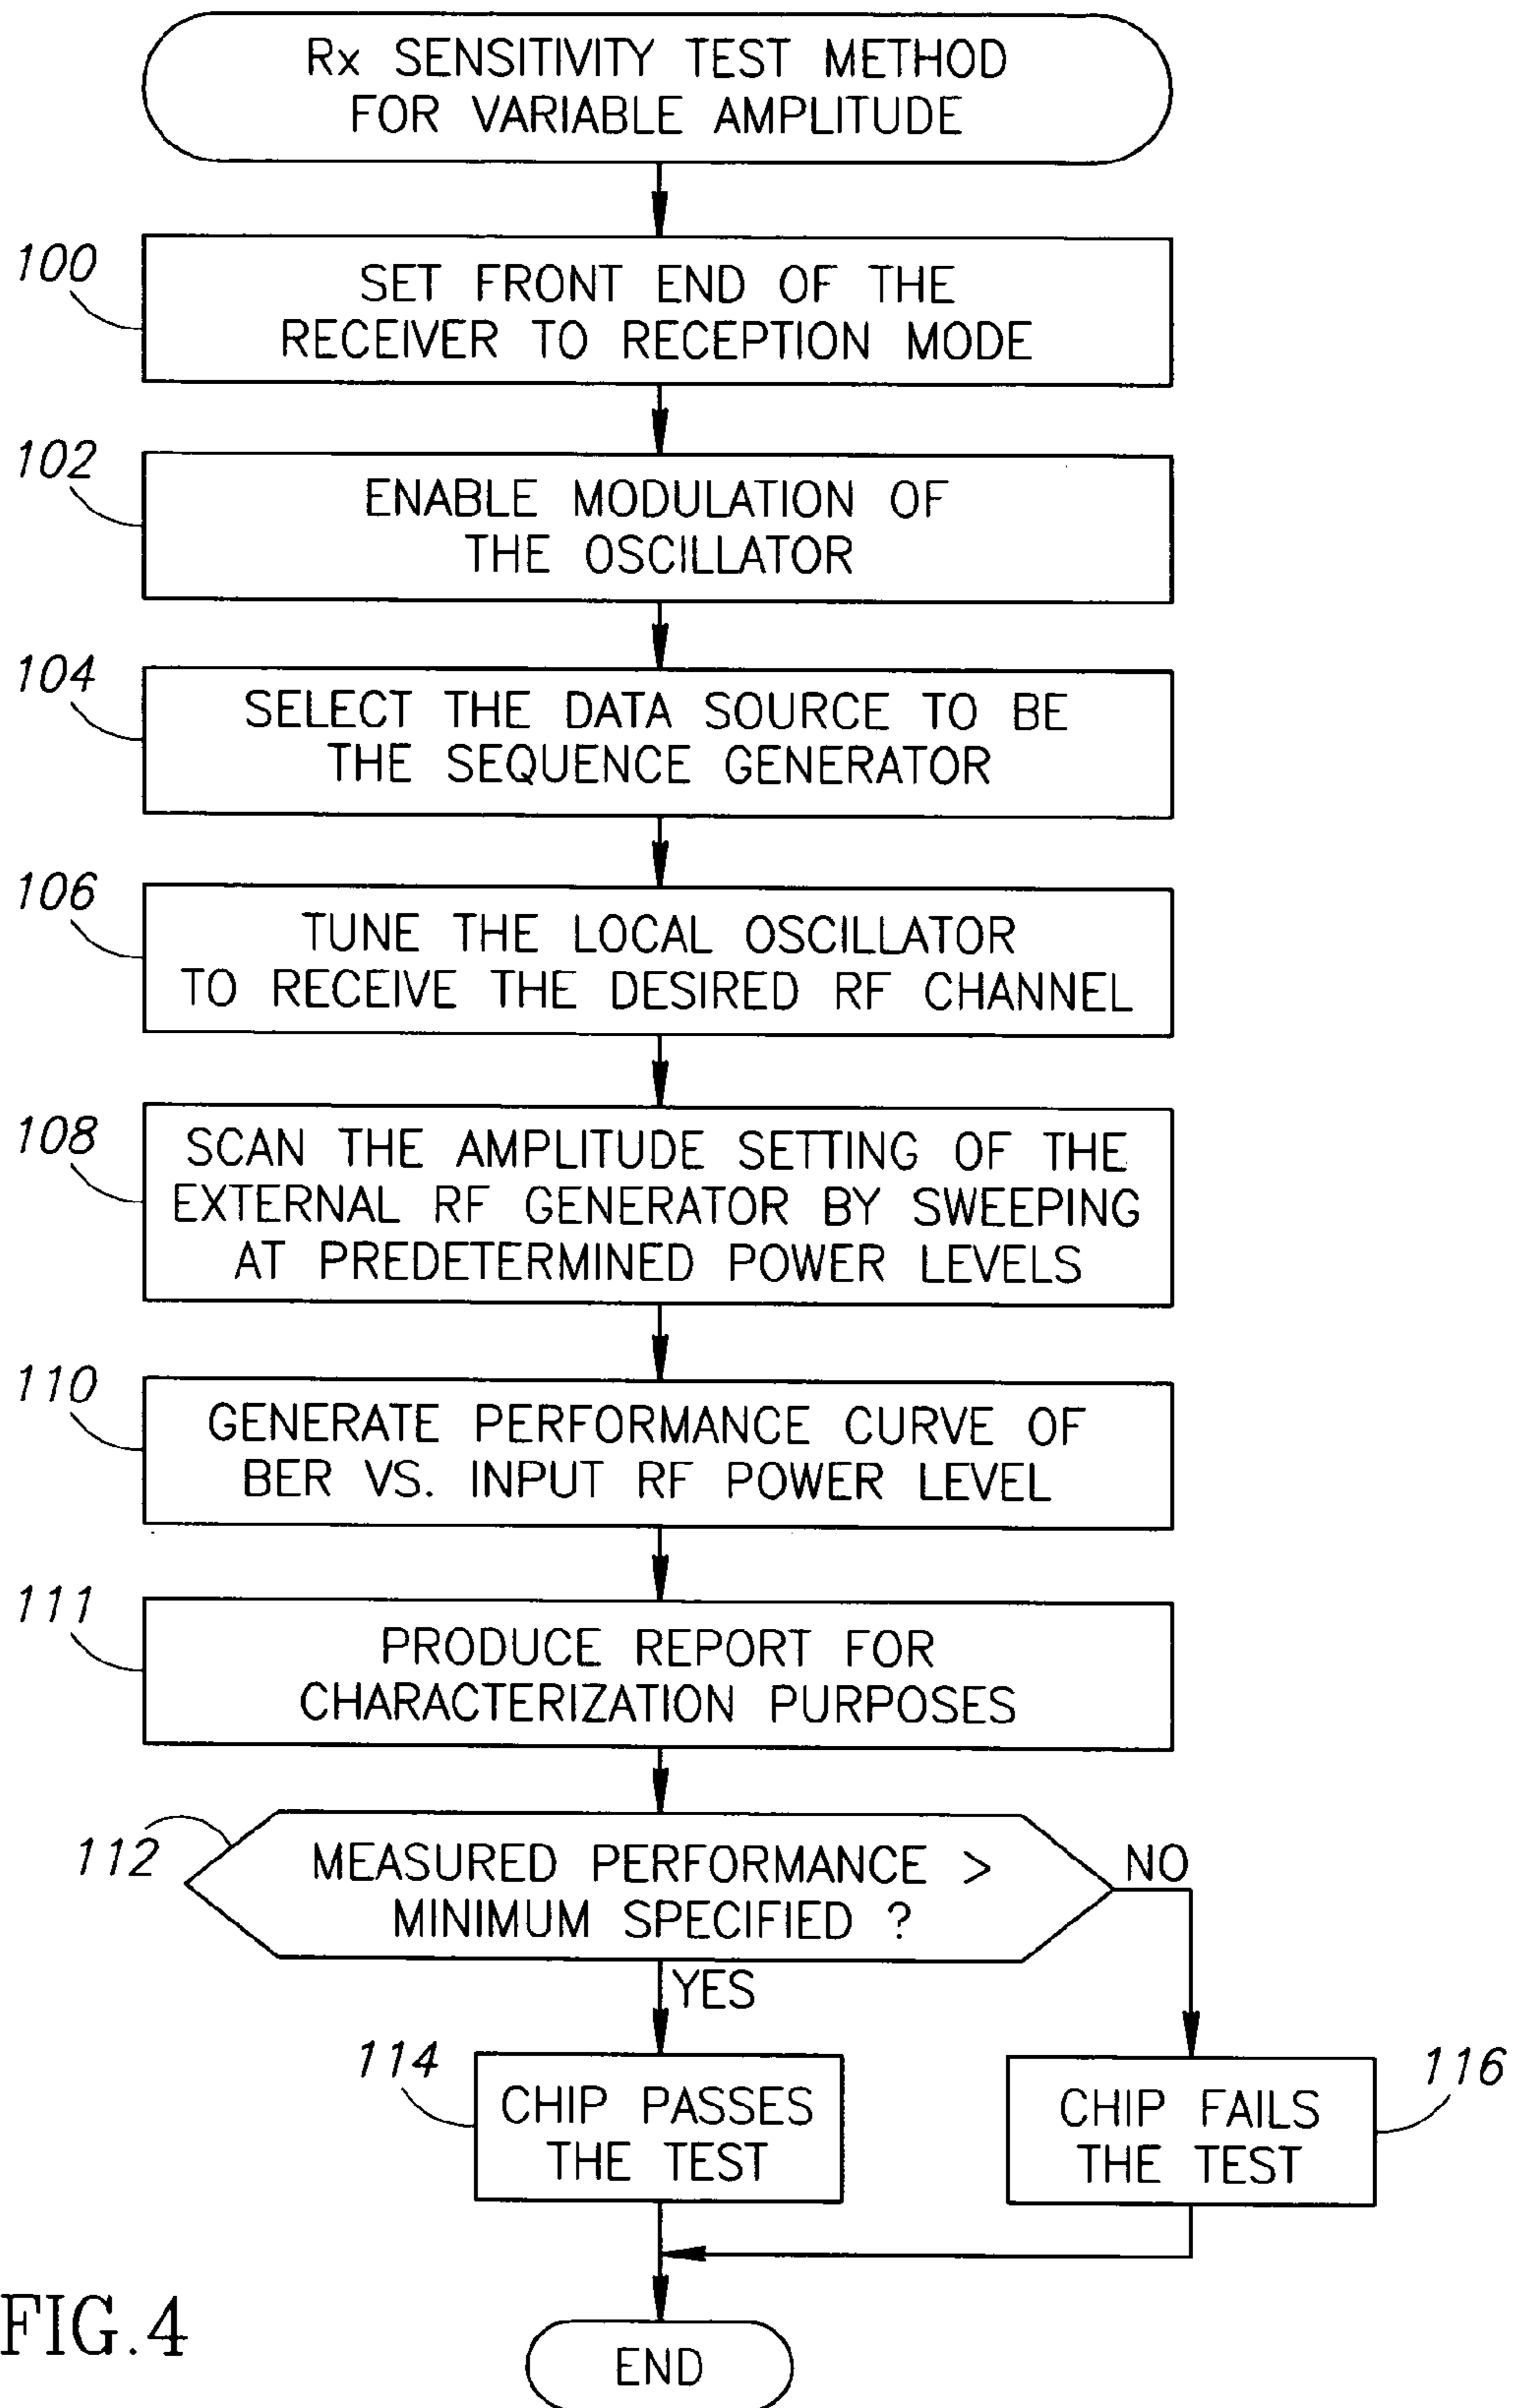 Rx SENSITIVITY TEST METHOD
FOR VARIABLE AMPLITUDE
100
SET FRONT END OF THE
RECEIVER TO RECEPTION MODE
102
ENABLE MODULATION OF
THE OSCILLATOR
104
SELECT THE DATA SOURCE TO BE
THE SEQUENCE GENERATOR
106
TUNE THE LOCAL OSCILLATOR
TO RECEIVE THE DESIRED RF CHANNEL
108
SCAN THE AMPLITUDE SETTING OF THE
EXTERNAL RF GENERATOR BY SWEEPING
AT PREDETERMINED POWER LEVELS
110
GENERATE PERFORMANCE CURVE OF
BER VS. INPUT RF POWER LEVEL
111
PRODUCE REPORT FOR
CHARACTERIZATION PURPOSES
112
MEASURED PERFORMANCE >
MINIMUM SPECIFIED ?
NO
YES
114
CHIP PASSES
THE TEST
116
CHIP FAILS
THE TEST
END
FIG.4